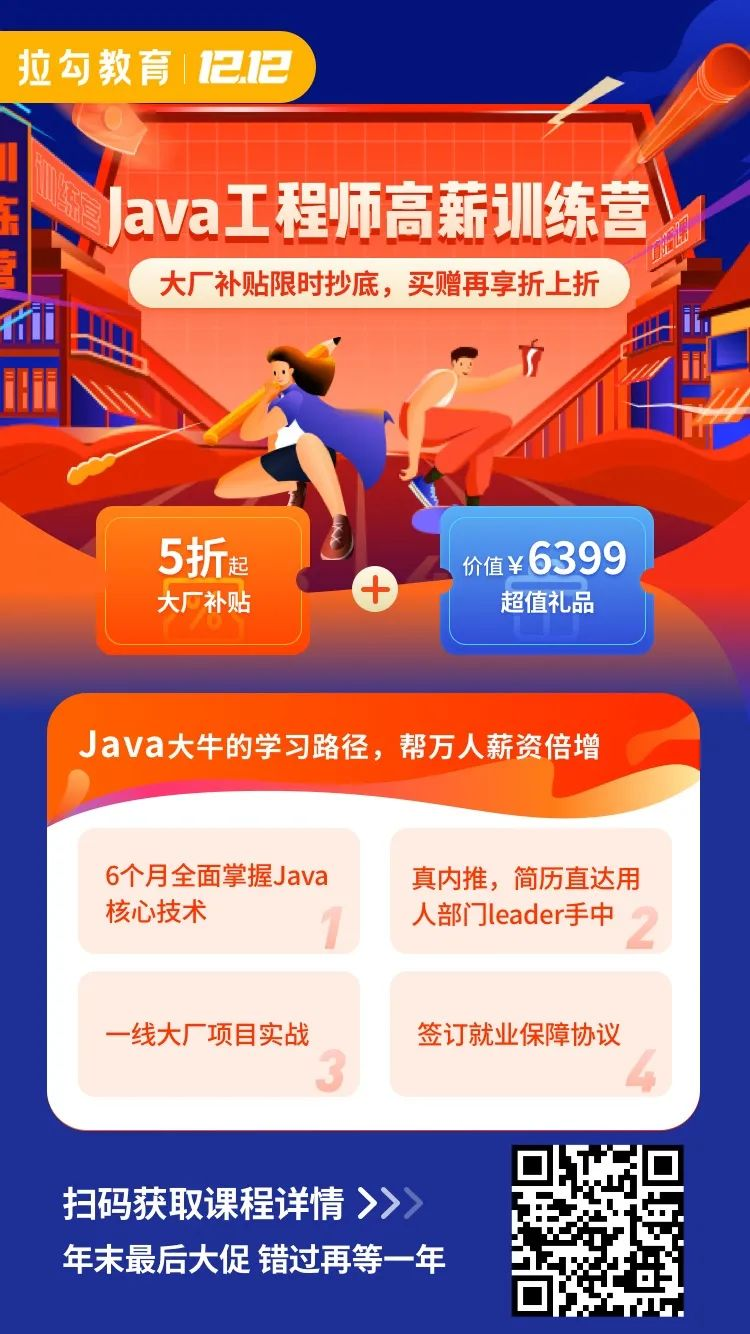 拉勾教育 12.12
训练营
训练营
直播课
Java工程师高薪训练营
大厂补贴限时抄底，买赠再享折上折
5折起
大厂补贴
价值¥6399
超值礼品
Java大牛的学习路径，帮万人薪资倍增
6个月全面掌握Java
核心技术
1
真内推，简历直达用
人部门leader手中
2
一线大厂项目实战
3
签订就业保障协议
4
扫码获取课程详情
年末最后大促 错过再等一年